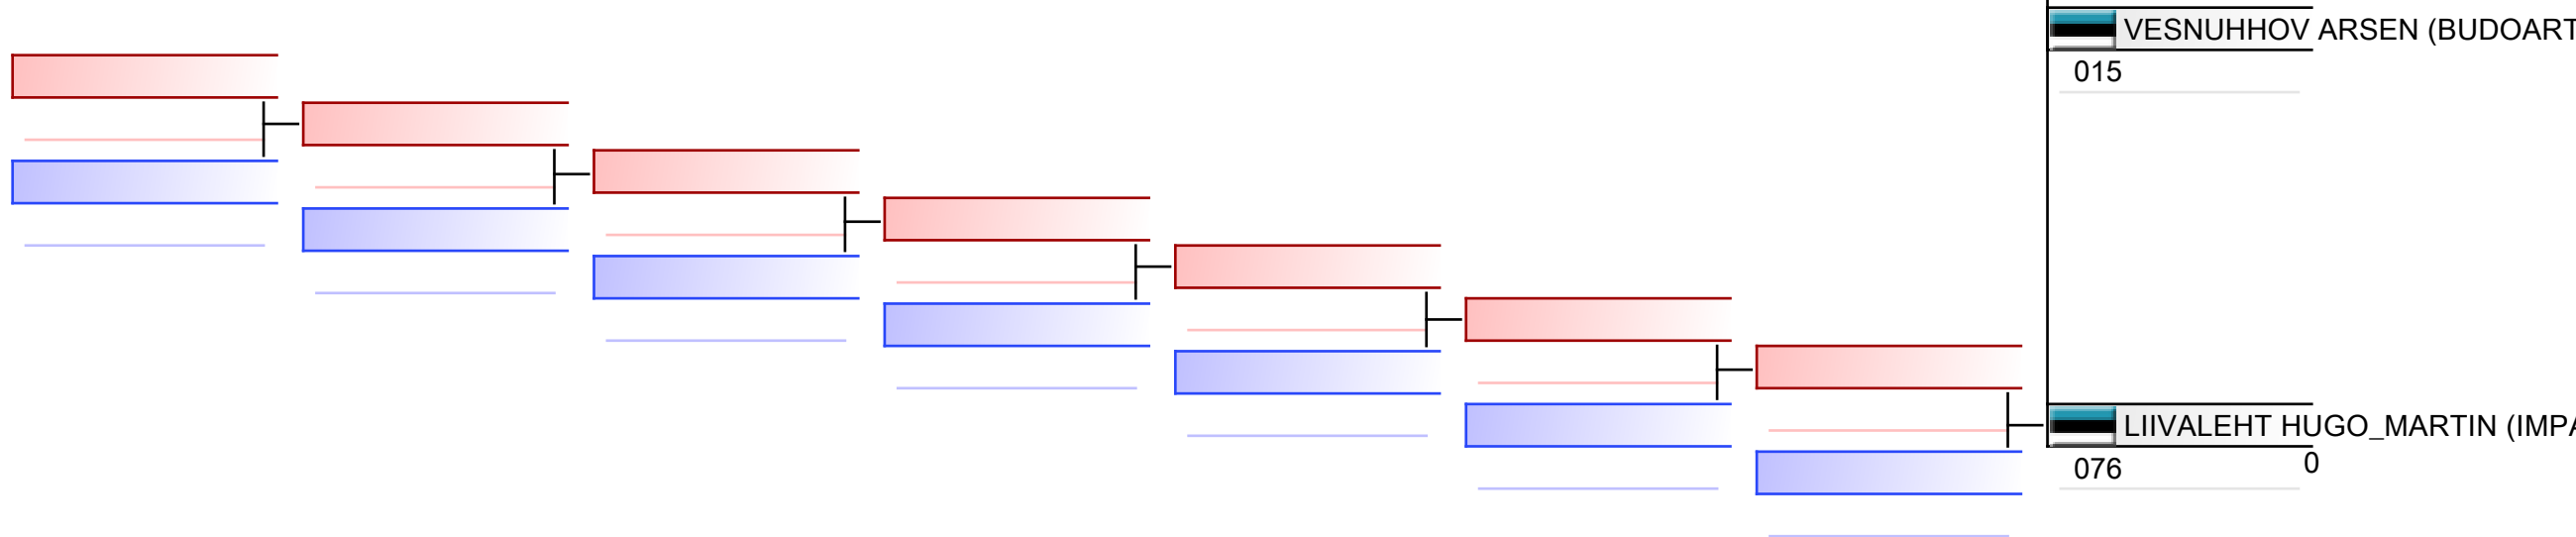 VESNUHHOV ARSEN (BUDOART
015
LIIVALEHT HUGO_MARTIN (IMPA
076 0